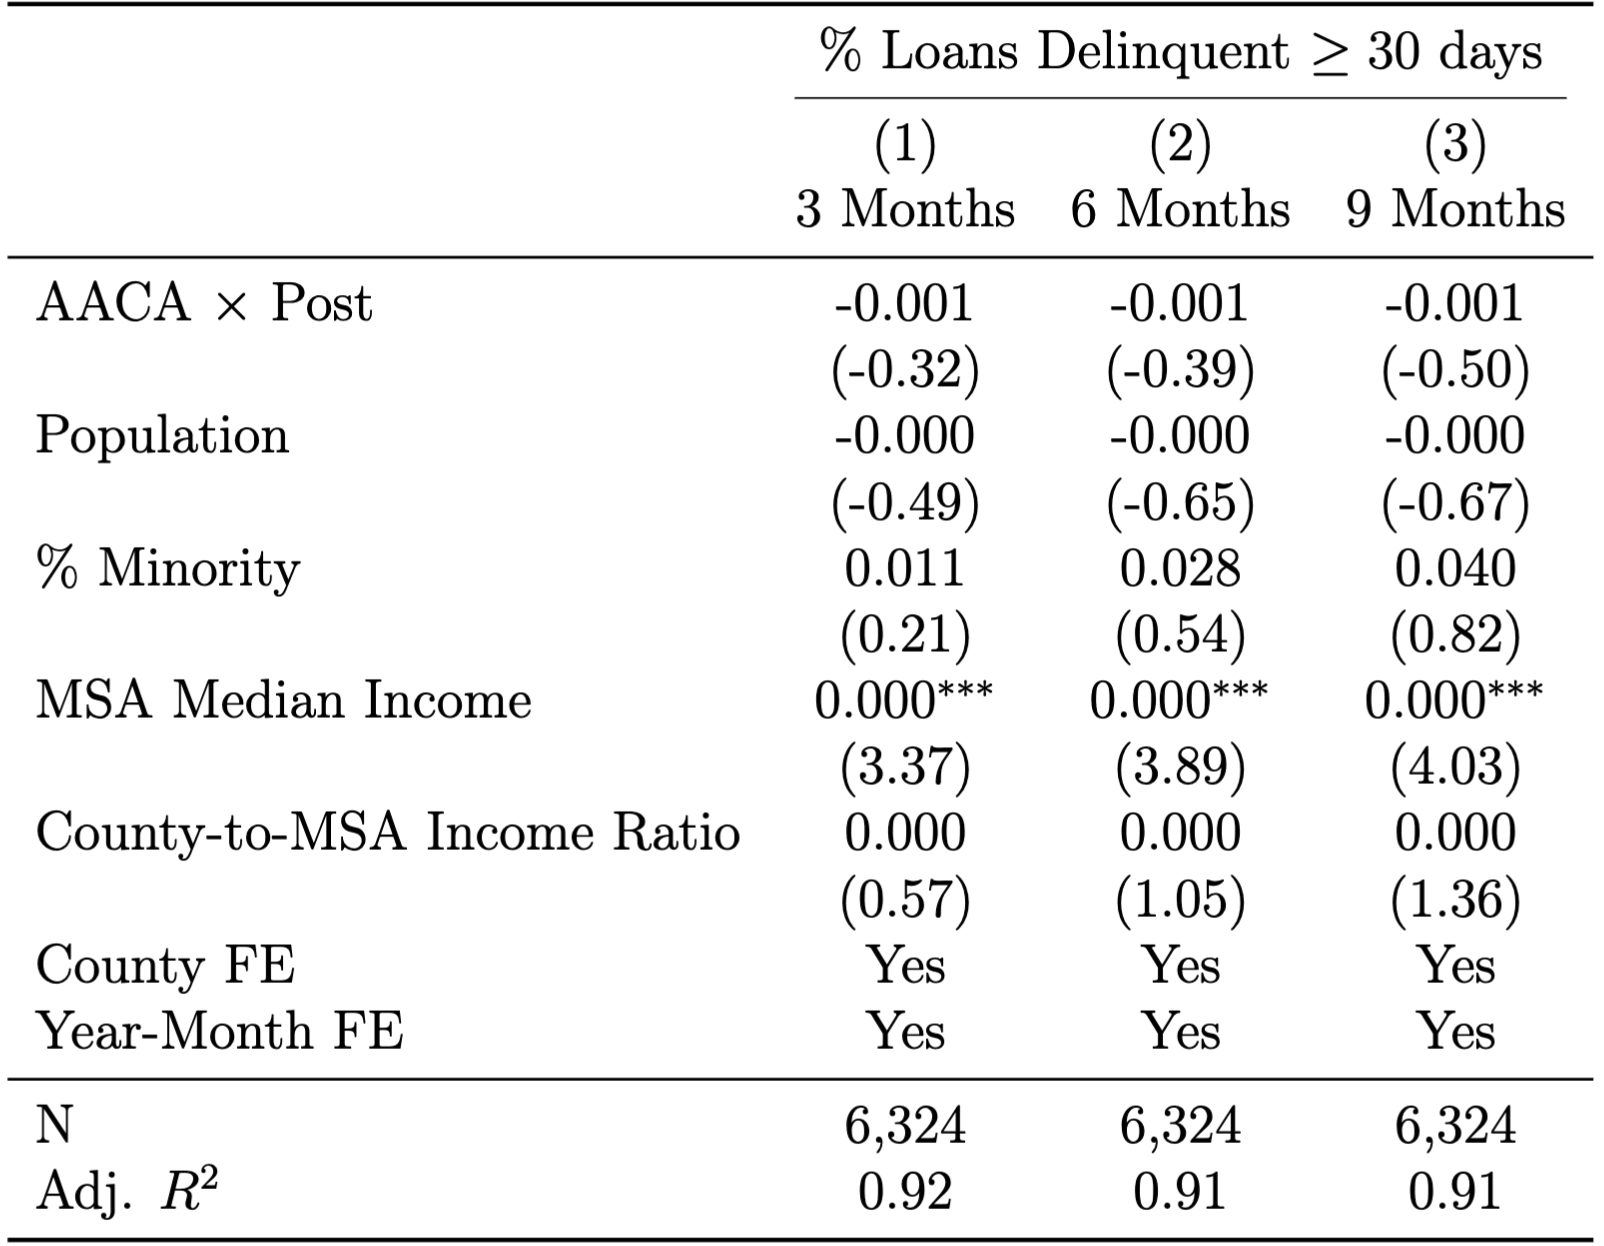 % Loans Delinquent ≥ 30 days
(1) (2) (3)
3 Months 6 Months 9 Months
AACA × Post -0.001 -0.001 -0.001
(-0.32) (-0.39) (-0.50)
Population -0.000 -0.000 -0.000
(-0.49) (-0.65) (-0.67)
% Minority 0.011 0.028 0.040
(0.21) (0.54) (0.82)
MSA Median Income 0.000*** 0.000*** 0.000***
(3.37) (3.89) (4.03)
County-to-MSA Income Ratio 0.000 0.000 0.000
(0.57) (1.05) (1.36)
County FE Yes Yes Yes
Year-Month FE Yes Yes Yes
N 6,324 6,324 6,324
Adj. R² 0.92 0.91 0.91